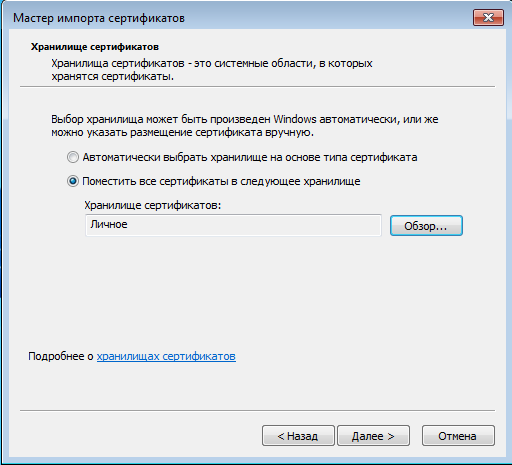 Мастер импорта сертификатов
Хранилище сертификатов
Хранилища сертификатов - это системные области, в которых
хранятся сертификаты.
Выбор хранилища может быть произведен Windows автоматически, или же
можно указать размещение сертификата вручную.
Автоматически выбрать хранилище на основе типа сертификата
Поместить все сертификаты в следующее хранилище
Хранилище сертификатов:
Личное
Обзор...
Подробнее о хранилищах сертификатов
< Назад
Далее >
Отмена